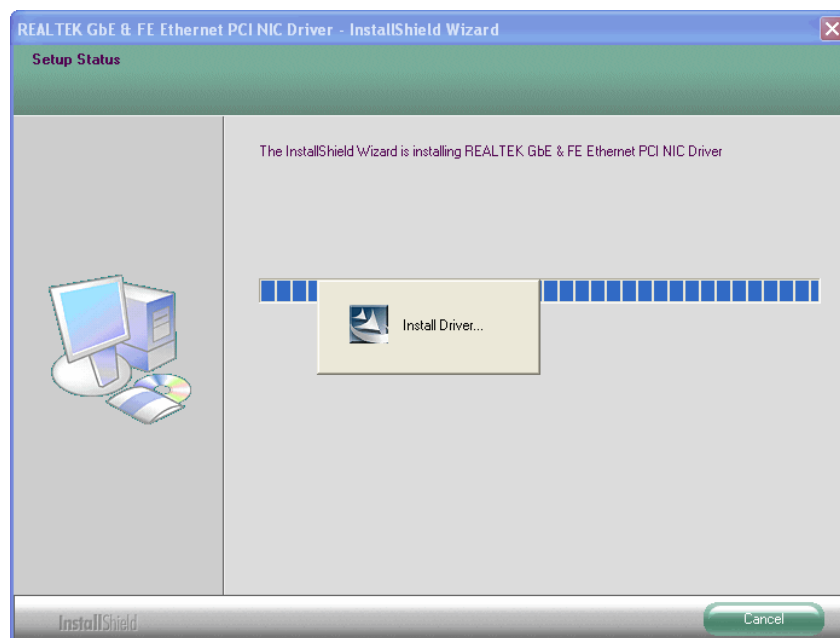 REALTEK GbE & FE Ethernet PCI NIC Driver - InstallShield Wizard
Setup Status
The InstallShield Wizard is installing REALTEK GbE & FE Ethernet PCI NIC Driver
Install Driver...
InstallShield
Cancel